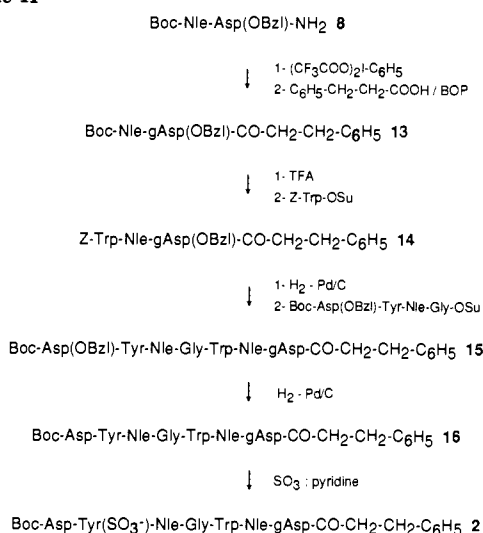 Boc-Nle-Asp(OBzl)-NH2 8
1- (CF3COO)2I-C6H5
2- C6H5-CH2-CH2-COOH / BOP
Boc-Nle-gAsp(OBzl)-CO-CH2-CH2-C6H5 13
1- TFA
2- Z-Trp-OSu
Z-Trp-Nle-gAsp(OBzl)-CO-CH2-CH2-C6H5 14
1- H2 - Pd/C
2- Boc-Asp(OBzl)-Tyr-Nle-Gly-OSu
Boc-Asp(OBzl)-Tyr-Nle-Gly-Trp-Nle-gAsp-CO-CH2-CH2-C6H5 15
H2 - Pd/C
Boc-Asp-Tyr-Nle-Gly-Trp-Nle-gAsp-CO-CH2-CH2-C6H5 16
SO3 : pyridine
Boc-Asp-Tyr(SO3-)-Nle-Gly-Trp-Nle-gAsp-CO-CH2-CH2-C6H5 2